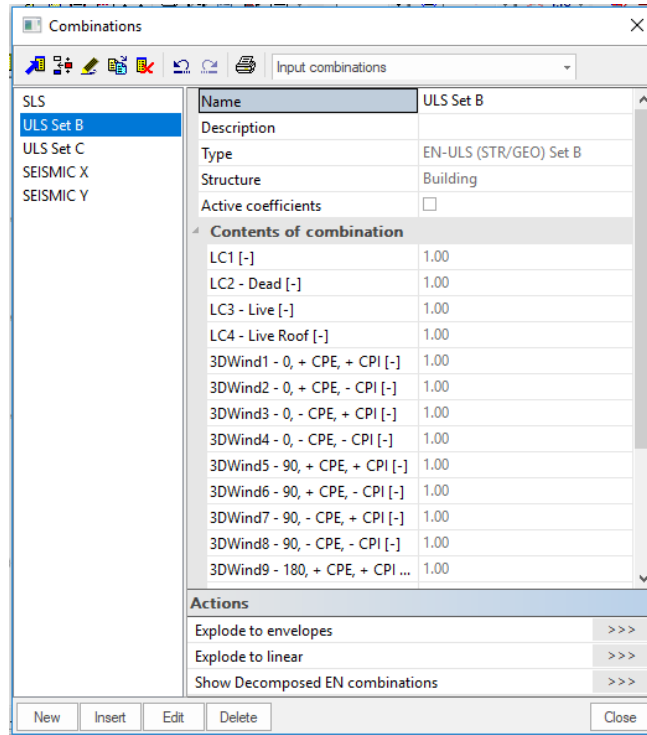 Combinations
Input combinations
SLS
ULS Set B
ULS Set C
SEISMIC X
SEISMIC Y
Name ULS Set B
Description
Type EN-ULS (STR/GEO) Set B
Structure Building
Active coefficients
Contents of combination
LC1 [-] 1.00
LC2 - Dead [-] 1.00
LC3 - Live [-] 1.00
LC4 - Live Roof [-] 1.00
3DWind1 - 0, + CPE, + CPI [-] 1.00
3DWind2 - 0, + CPE, - CPI [-] 1.00
3DWind3 - 0, - CPE, + CPI [-] 1.00
3DWind4 - 0, - CPE, - CPI [-] 1.00
3DWind5 - 90, + CPE, + CPI [-] 1.00
3DWind6 - 90, + CPE, - CPI [-] 1.00
3DWind7 - 90, - CPE, + CPI [-] 1.00
3DWind8 - 90, - CPE, - CPI [-] 1.00
3DWind9 - 180, + CPE, + CPI ... 1.00
Actions
Explode to envelopes >>>
Explode to linear >>>
Show Decomposed EN combinations >>>
New Insert Edit Delete Close